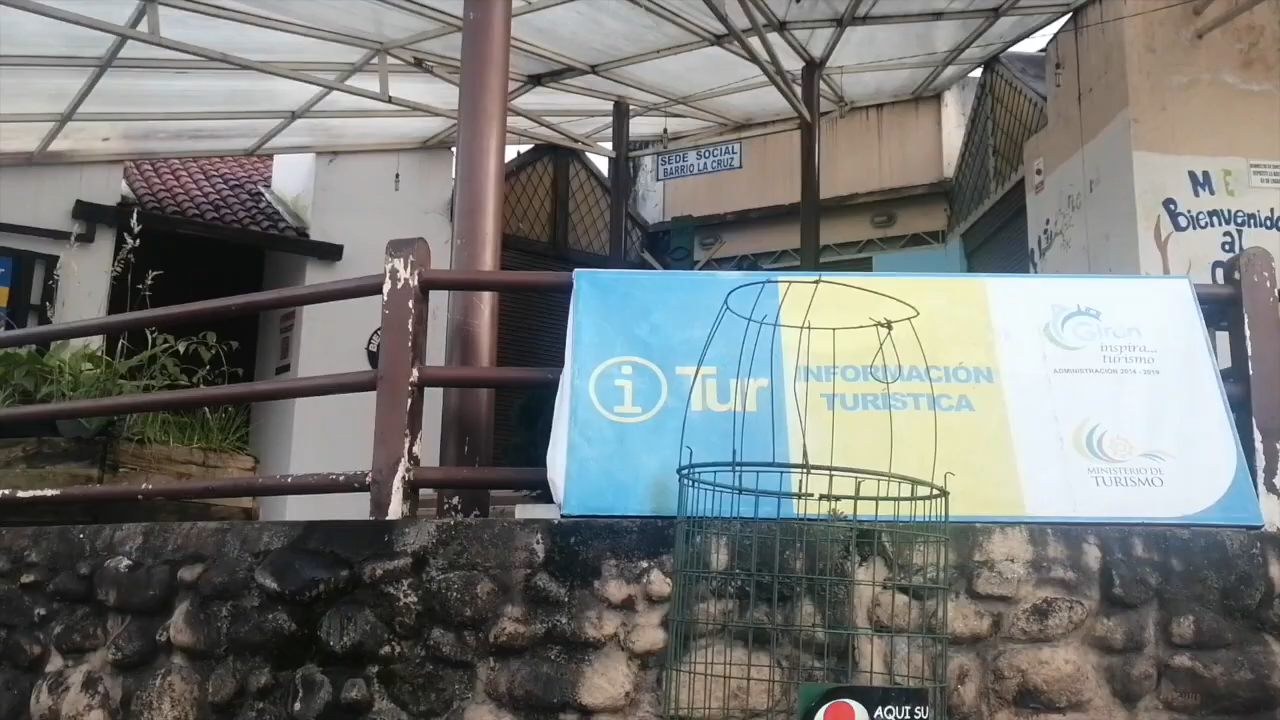 SEDE SOCIAL
BARRIO LA CRUZ
M E
Bienvenido
al
i Tur
INFORMACIÓN
TURÍSTICA
Girón
inspira...
turismo
ADMINISTRACIÓN 2014 - 2019
MINISTERIO DE
TURISMO
BIE
AQUI SU